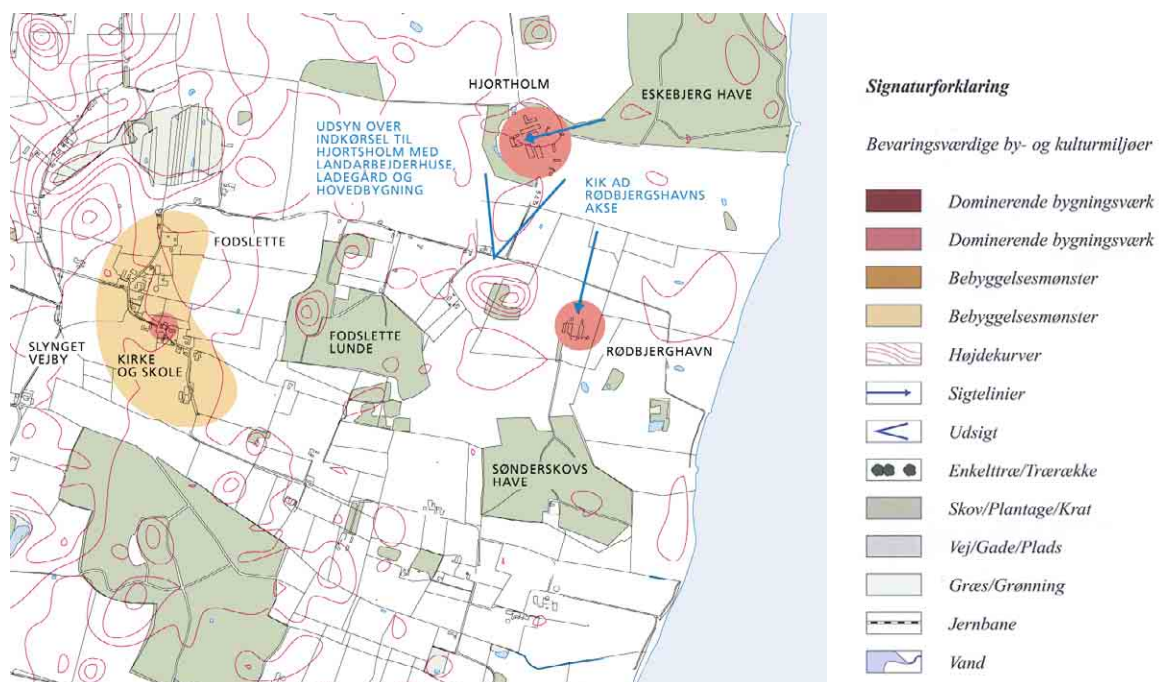 HJORTHOLM
ESKEBJERG HAVE
UDSYN OVER
INDKØRSEL TIL
HJORTSHOLM MED
LANDARBEJDERHUSE,
LADEGÅRD OG
HOVEDBYGNING
KIK AD
RØDBJERGSHAVNS
AKSE
FODSLETTE
SLYNGET
VEJBY
KIRKE
OG SKOLE
FODSLETTE
LUNDE
RØDBJERGHAVN
SØNDERSKOVS
HAVE
Signaturforklaring
Bevaringsværdige by- og kulturmiljøer
Dominerende bygningsværk
Dominerende bygningsværk
Bebyggelsesmønster
Bebyggelsesmønster
Højdekurver
Sigtelinier
Udsigt
Enkelttræ/Trærække
Skov/Plantage/Krat
Vej/Gade/Plads
Græs/Grønning
Jernbane
Vand